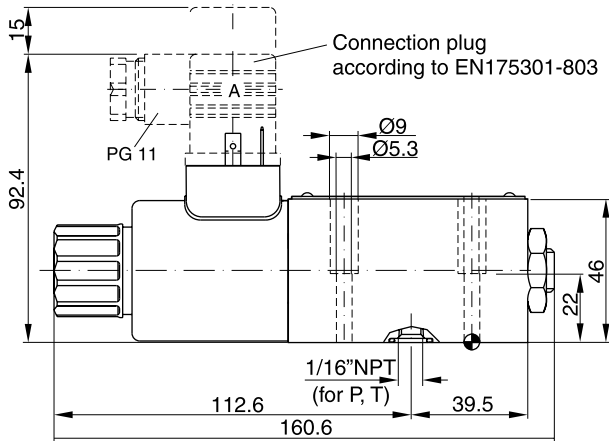 15
Connection plug
according to EN175301-803
A
PG 11
Ø9
Ø5.3
92.4
46
22
1/16"NPT
(for P, T)
112.6
39.5
160.6